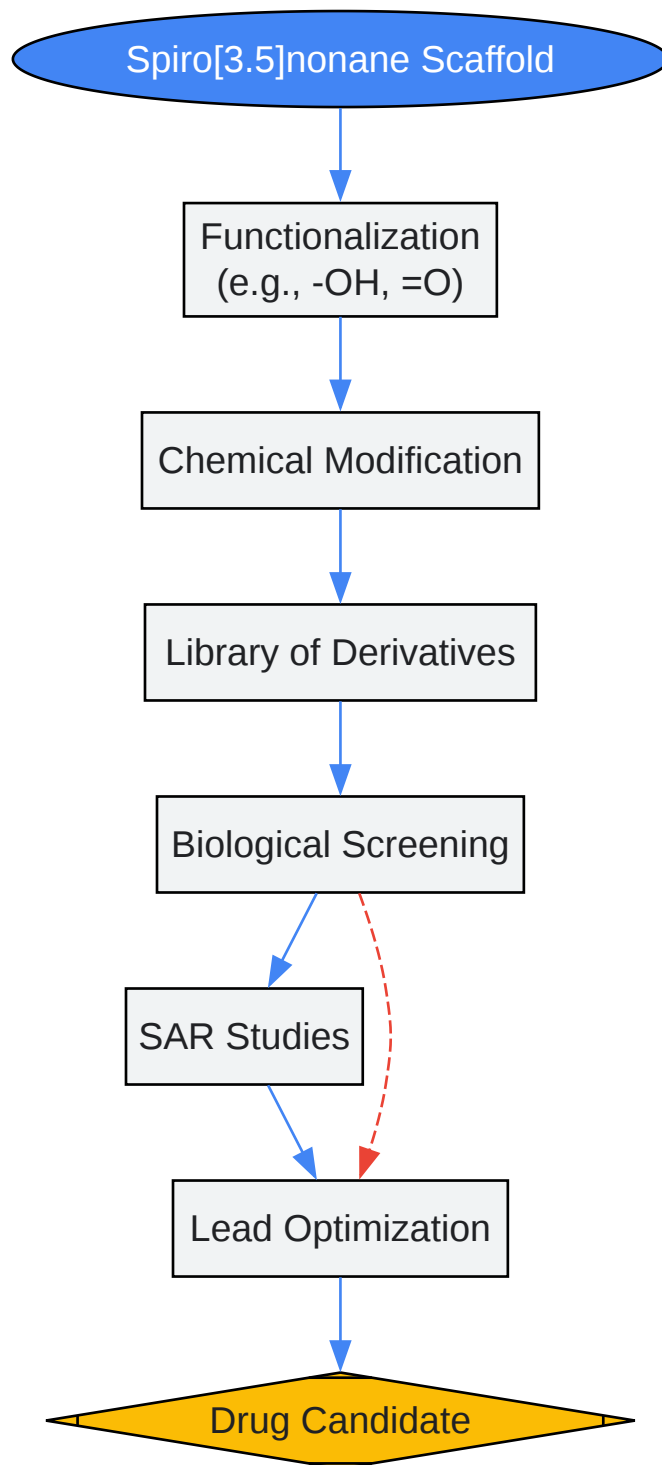 Spiro[3.5]nonane Scaffold
Functionalization
(e.g., -OH, =O)
Chemical Modification
Library of Derivatives
Biological Screening
SAR Studies
Lead Optimization
Drug Candidate